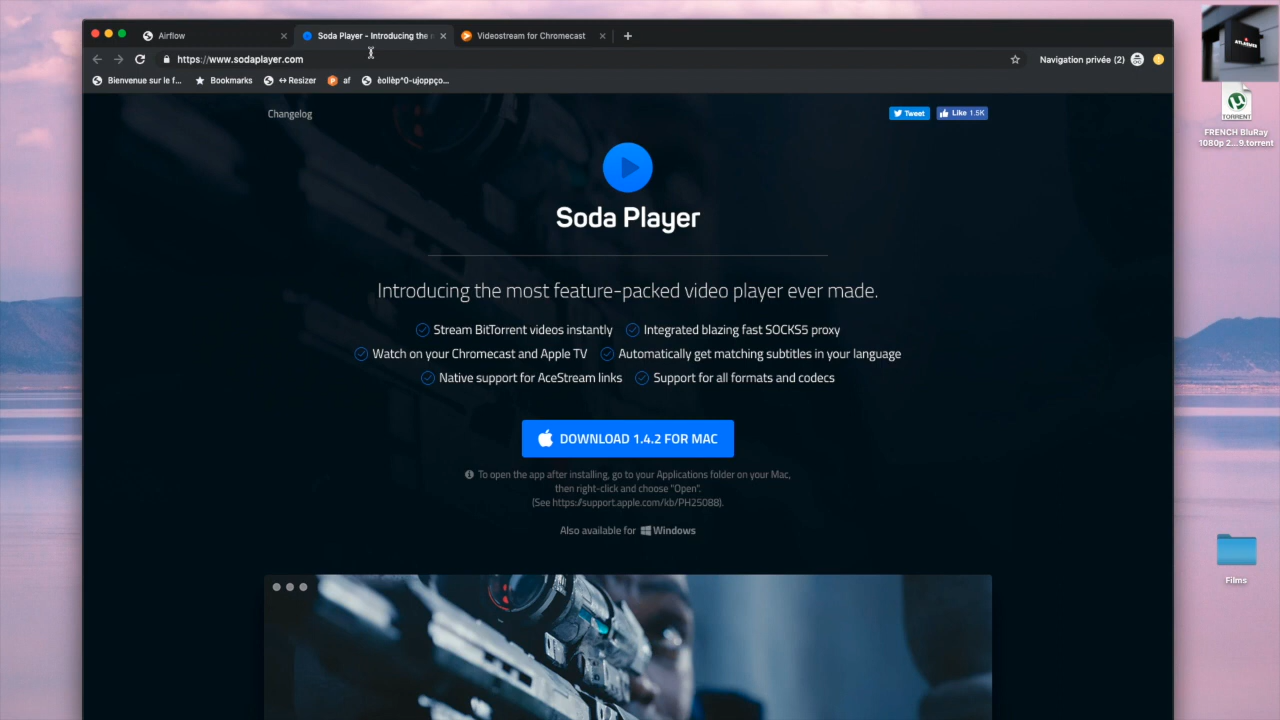 Airflow
Soda Player - Introducing the
Videostream for Chromecast
https://www.sodaplayer.com
Navigation privée (2)
Bienvenue sur le f...
Bookmarks
Resizer
af
èollèp^0-ujoppço...
Changelog
Tweet
Like 1.5K
TORRENT
FRENCH BluRay
1080p 2...9.torrent
Soda Player
Introducing the most feature-packed video player ever made.
Stream BitTorrent videos instantly
Integrated blazing fast SOCKS5 proxy
Watch on your Chromecast and Apple TV
Automatically get matching subtitles in your language
Native support for AceStream links
Support for all formats and codecs
DOWNLOAD 1.4.2 FOR MAC
To open the app after installing, go to your Applications folder on your Mac,
then right-click and choose "Open".
(See https://support.apple.com/kb/PH25088).
Also available for Windows
Films